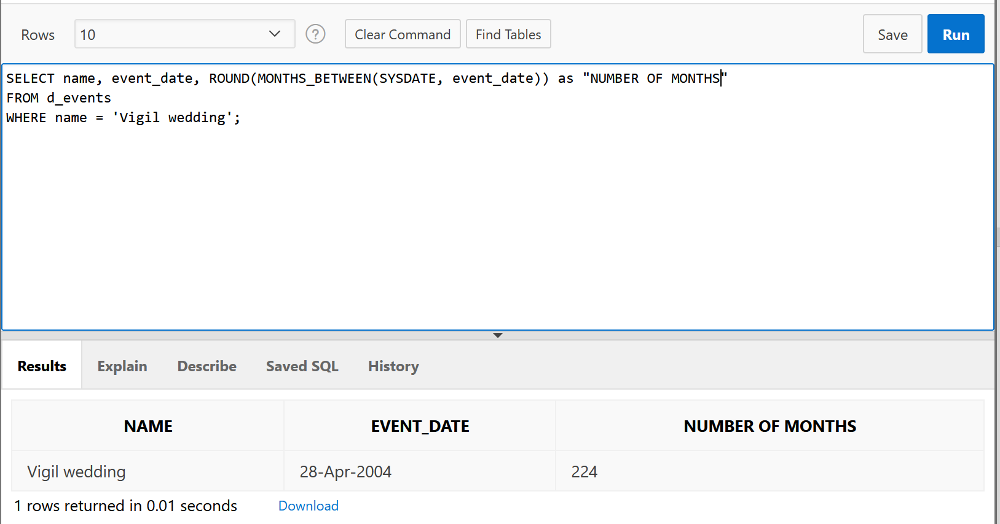 Rows 10 ? Clear Command Find Tables Save Run
SELECT name, event_date, ROUND(MONTHS_BETWEEN(SYSDATE, event_date)) as "NUMBER OF MONTHS"
FROM d_events
WHERE name = 'Vigil wedding';
Results Explain Describe Saved SQL History
NAME EVENT_DATE NUMBER OF MONTHS
Vigil wedding 28-Apr-2004 224
1 rows returned in 0.01 seconds Download